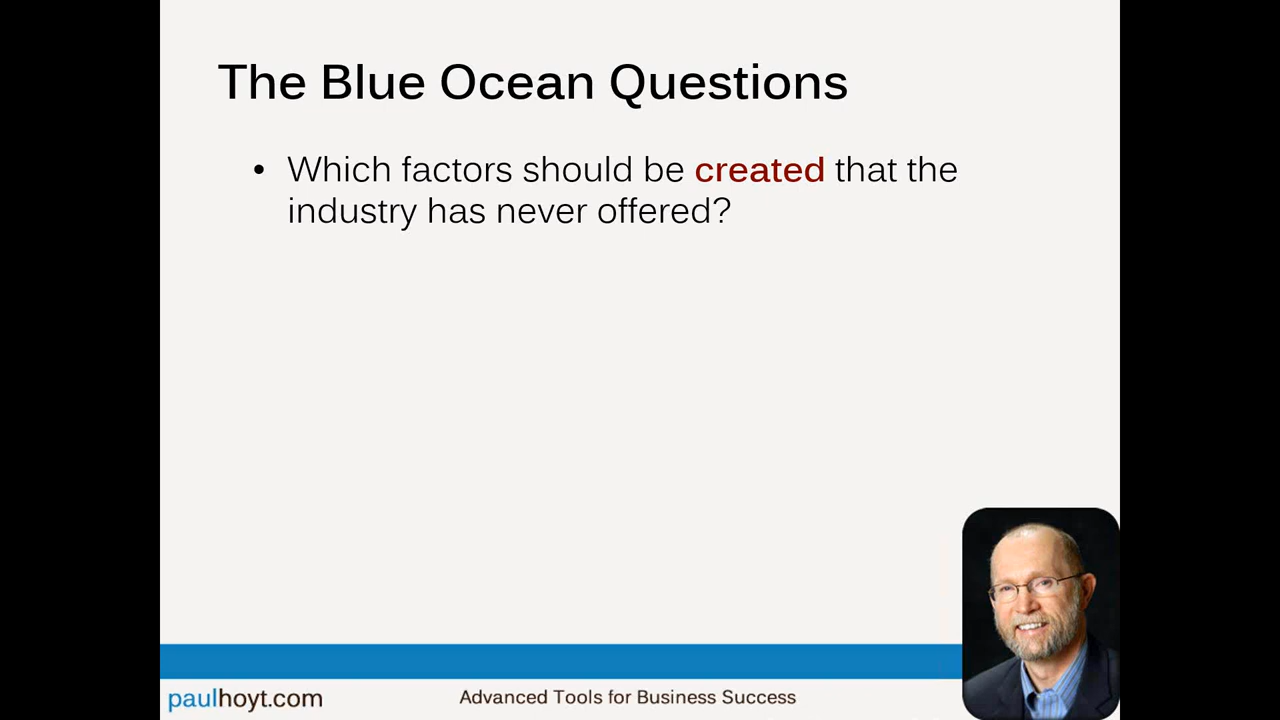 The Blue Ocean Questions
• Which factors should be created that the
industry has never offered?
paulhoyt.com
Advanced Tools for Business Success